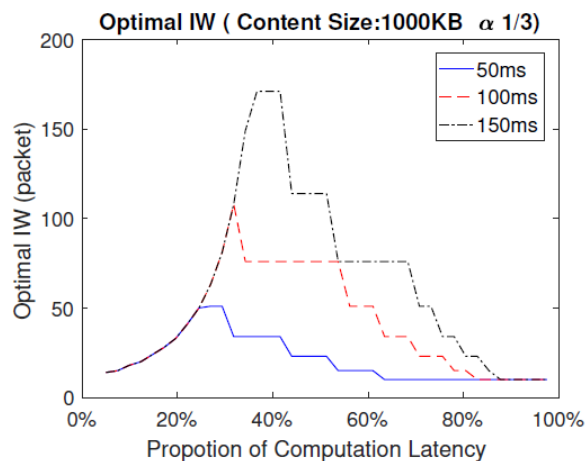 Optimal IW ( Content Size:1000KB α 1/3)
200
150
100
50
0
Optimal IW (packet)
50ms
100ms
150ms
0% 20% 40% 60% 80% 100%
Propotion of Computation Latency